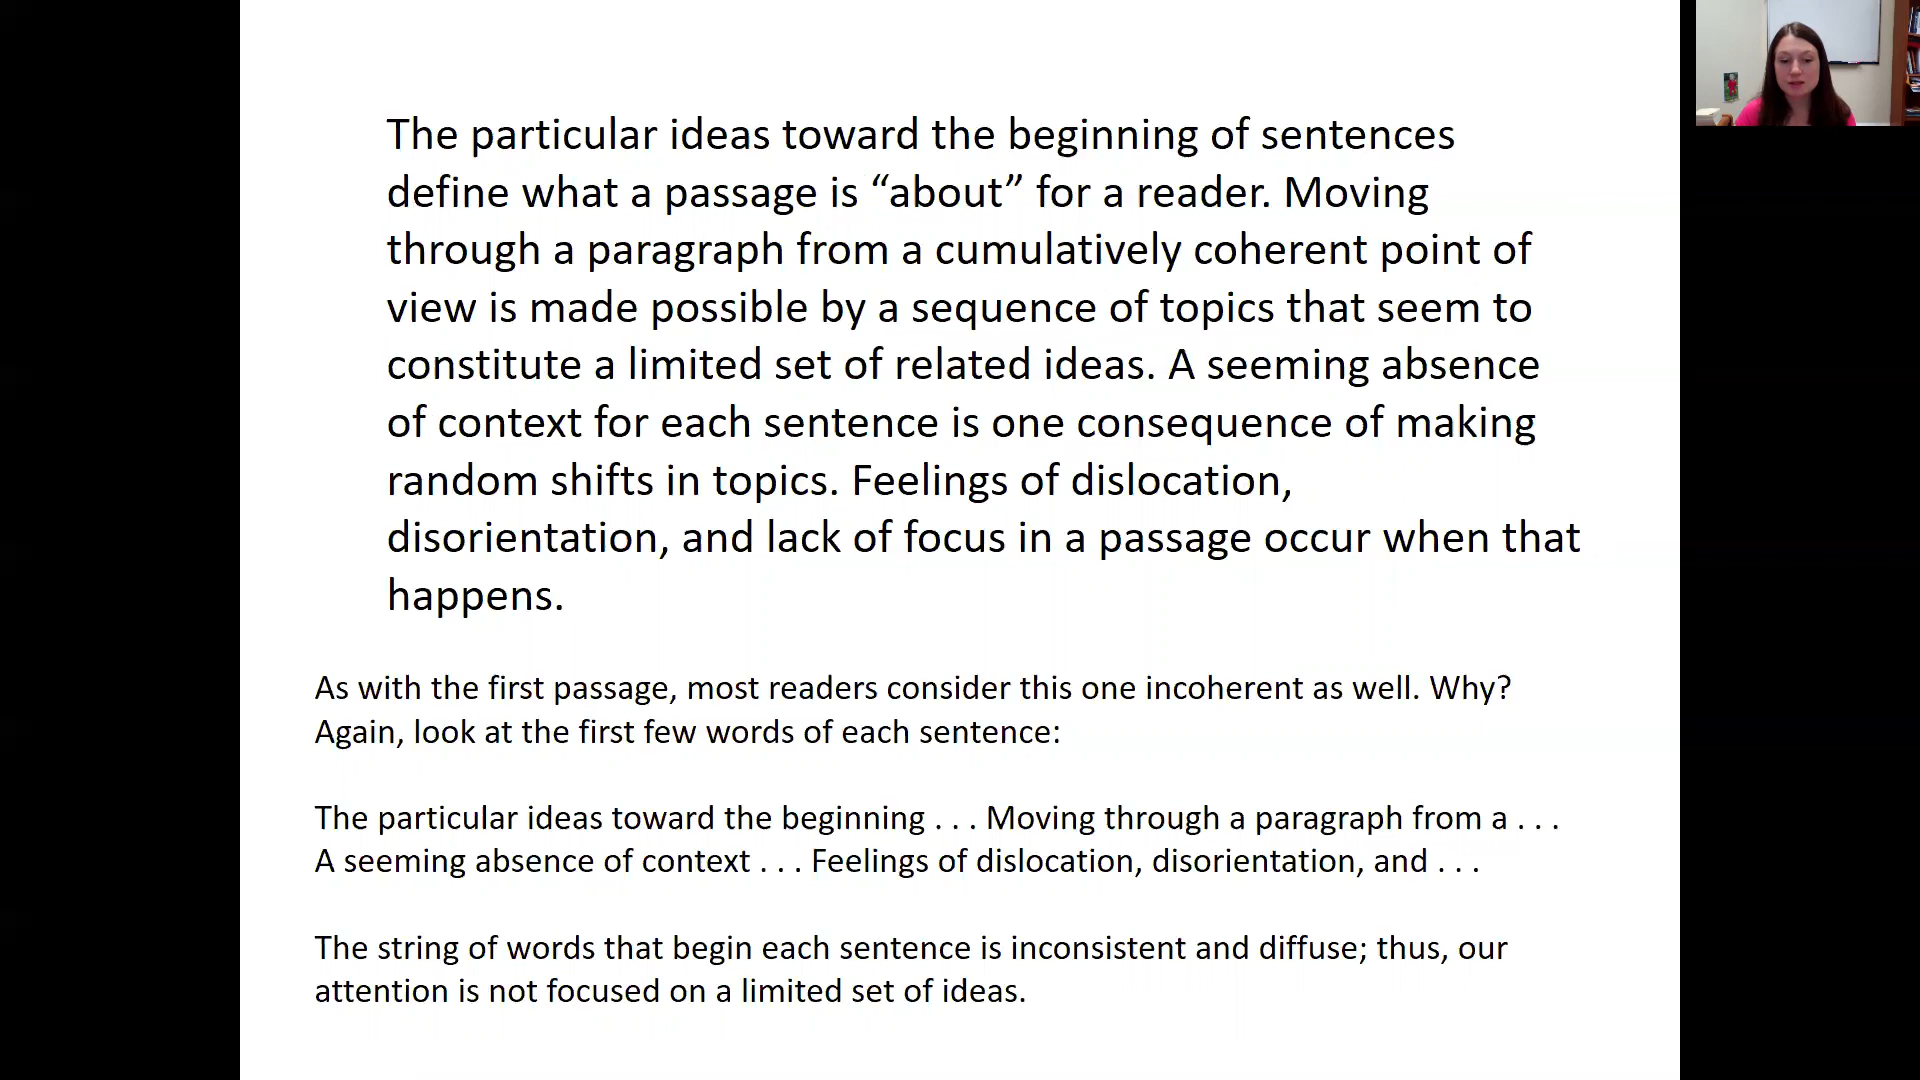 The particular ideas toward the beginning of sentences
define what a passage is “about” for a reader. Moving
through a paragraph from a cumulatively coherent point of
view is made possible by a sequence of topics that seem to
constitute a limited set of related ideas. A seeming absence
of context for each sentence is one consequence of making
random shifts in topics. Feelings of dislocation,
disorientation, and lack of focus in a passage occur when that
happens.
As with the first passage, most readers consider this one incoherent as well. Why?
Again, look at the first few words of each sentence:
The particular ideas toward the beginning . . . Moving through a paragraph from a . . .
A seeming absence of context . . . Feelings of dislocation, disorientation, and . . .
The string of words that begin each sentence is inconsistent and diffuse; thus, our
attention is not focused on a limited set of ideas.